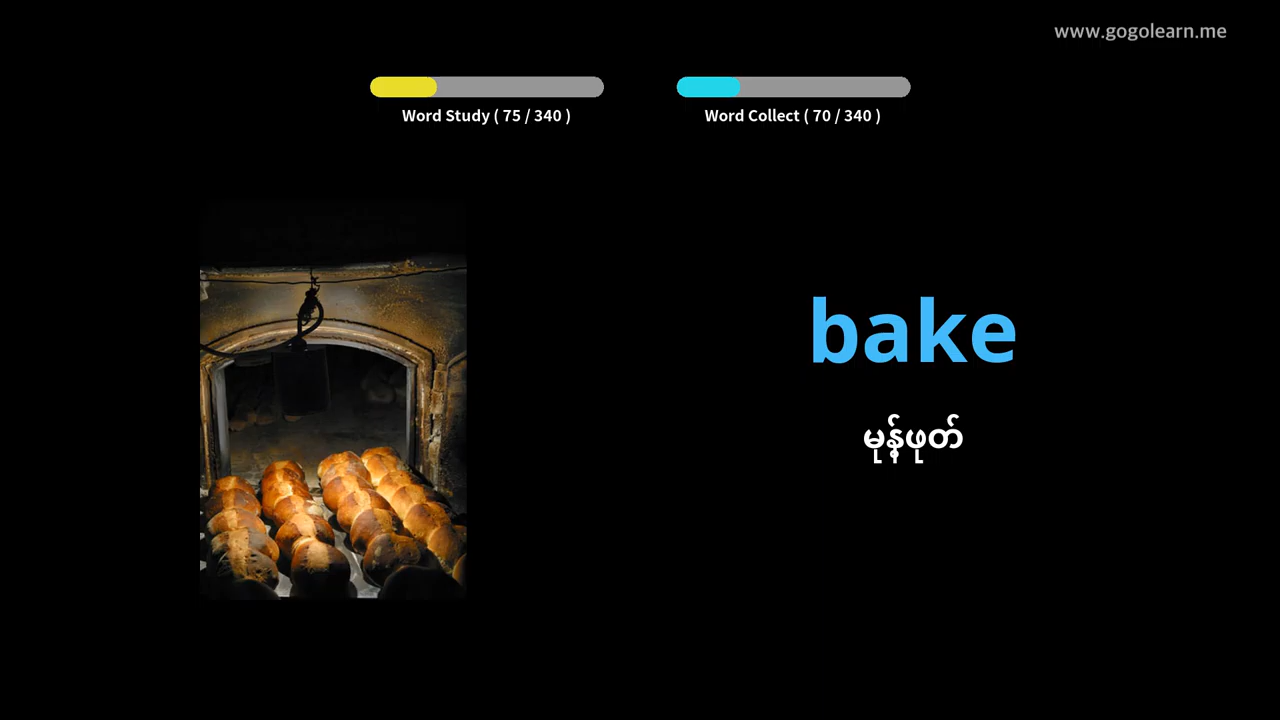 www.gogolearn.me
Word Study ( 75 / 340 )
Word Collect ( 70 / 340 )
bake
မုန့်ဖုတ်